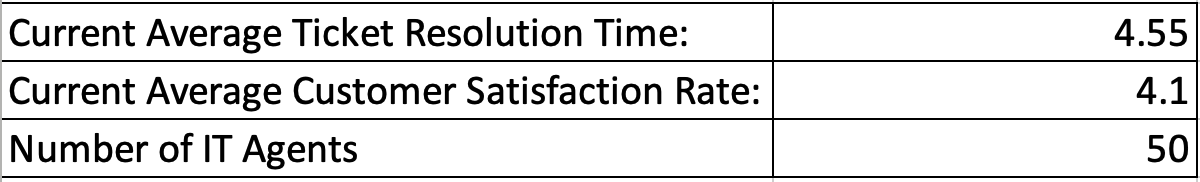 Current Average Ticket Resolution Time: 4.55
Current Average Customer Satisfaction Rate: 4.1
Number of IT Agents 50